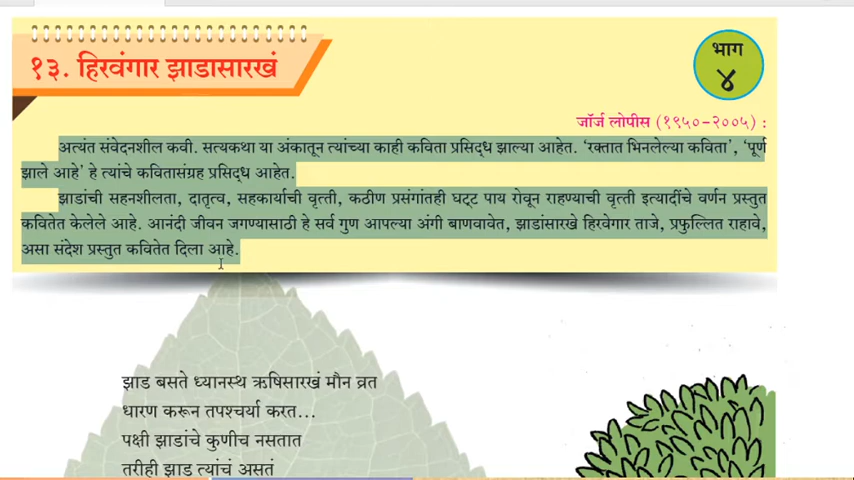 १३. हिरवंगार झाडासारखं
भाग
४
जॉर्ज लोपीस (१९५०-२००५) :
अत्यंत संवेदनशील कवी. सत्यकथा या अंकातून त्यांच्या काही कविता प्रसिद्ध झाल्या आहेत. ‘रक्तात भिनलेल्या कविता’, ‘पूर्ण
झाले आहे’ हे त्यांचे कवितासंग्रह प्रसिद्ध आहेत.
झाडांची सहनशीलता, दातृत्व, सहकार्याची वृत्ती, कठीण प्रसंगांतही घट्ट पाय रोवून राहण्याची वृत्ती इत्यादींचे वर्णन प्रस्तुत
कवितेत केलेले आहे. आनंदी जीवन जगण्यासाठी हे सर्व गुण आपल्या अंगी बाणवावेत, झाडांसारखे हिरवेगार ताजे, प्रफुल्लित राहावे,
असा संदेश प्रस्तुत कवितेत दिला आहे.
झाड बसते ध्यानस्थ ऋषिसारखं मौन व्रत
धारण करून तपश्चर्या करत...
पक्षी झाडांचे कुणीच नसतात
तरीही झाड त्यांचं असतं